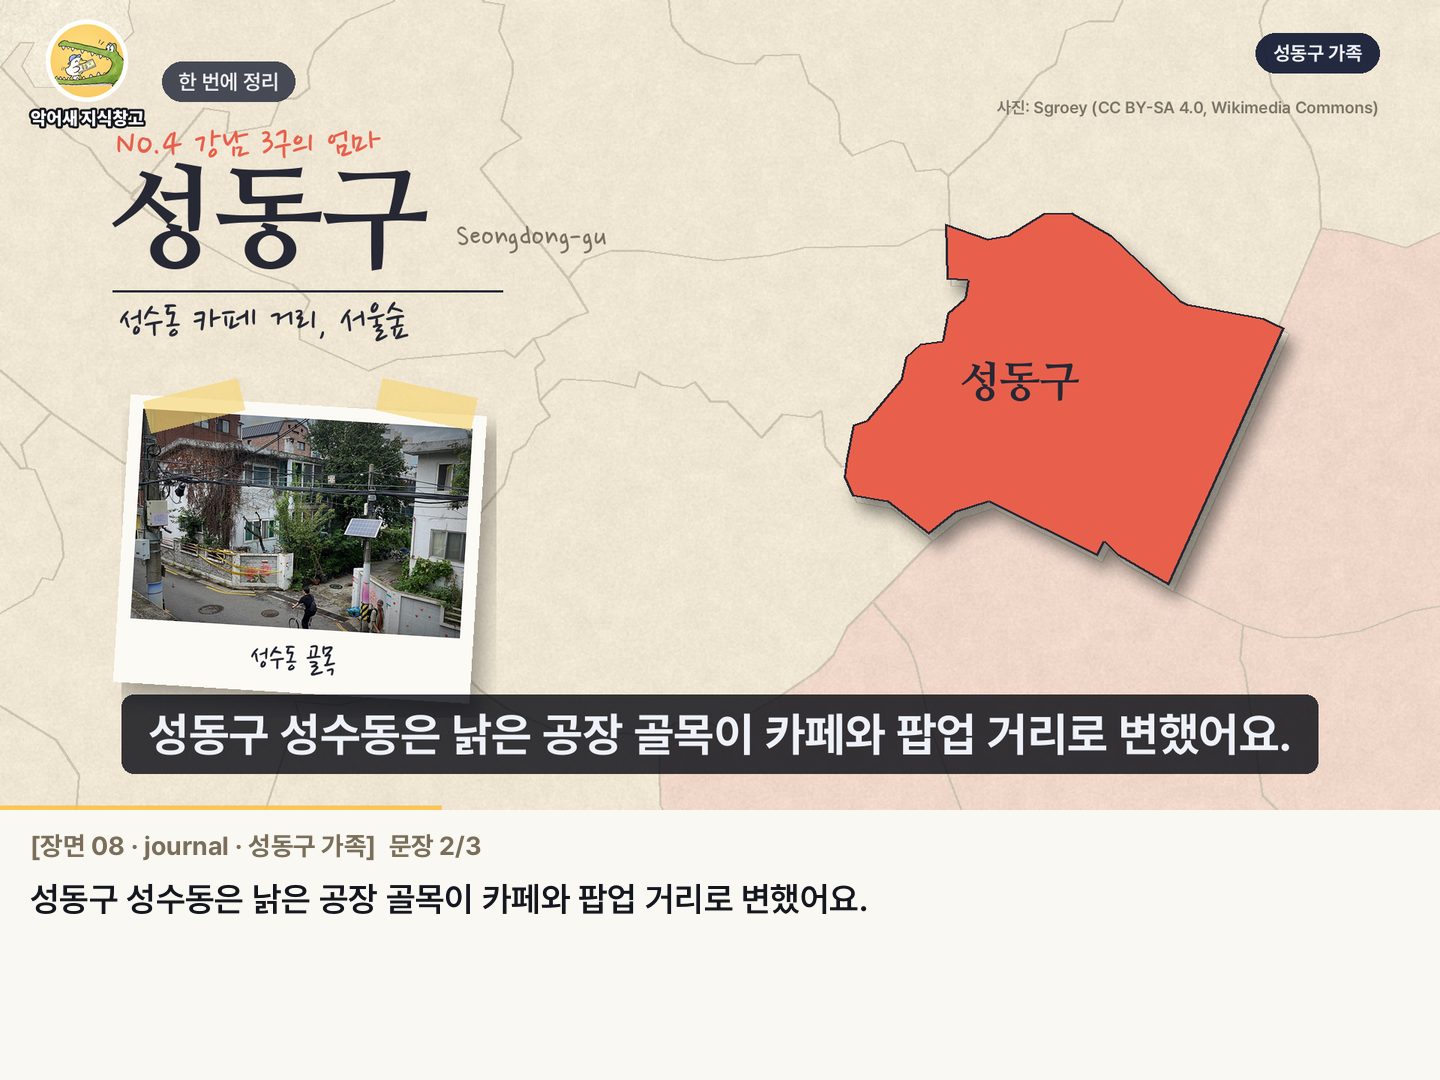 악어새 지식창고
한 번에 정리
성동구 가족
사진: Sgroey (CC BY-SA 4.0, Wikimedia Commons)
NO.4 강남 3구의 엄마
성동구
Seongdong-gu
성수동 카페 거리, 서울숲
성동구
성수동 골목
성동구 성수동은 낡은 공장 골목이 카페와 팝업 거리로 변했어요.
[장면 08 · journal · 성동구 가족] 문장 2/3
성동구 성수동은 낡은 공장 골목이 카페와 팝업 거리로 변했어요.